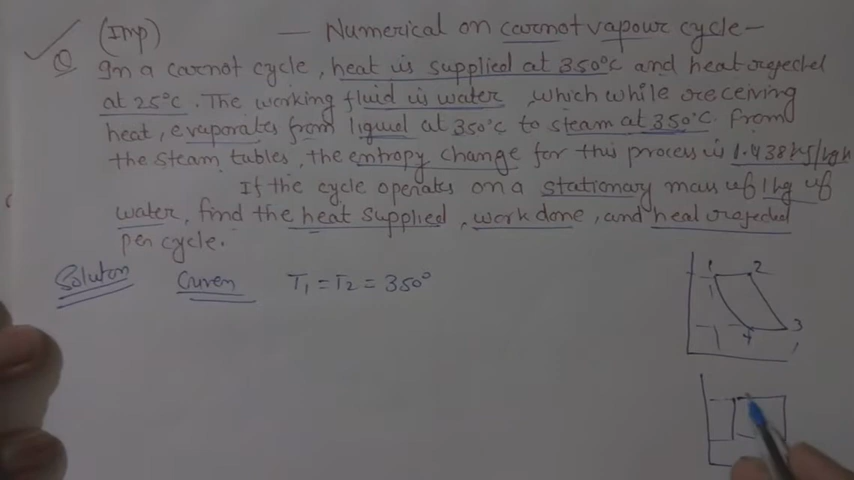 (Imp) — Numerical on carnot vapour cycle —
Q In a carnot cycle, heat is supplied at 350°C and heat rejected
at 25°C. The working fluid is water, which while receiving
heat, evaporates from liquid at 350°C to steam at 350°C. From
the steam tables, the entropy change for this process is 1.438 kJ/kgK
If the cycle operates on a stationary mass of 1 kg of
water, find the heat supplied, work done, and heat rejected
per cycle.
Soluton Given T₁ = T₂ = 350°
1 2
4 3